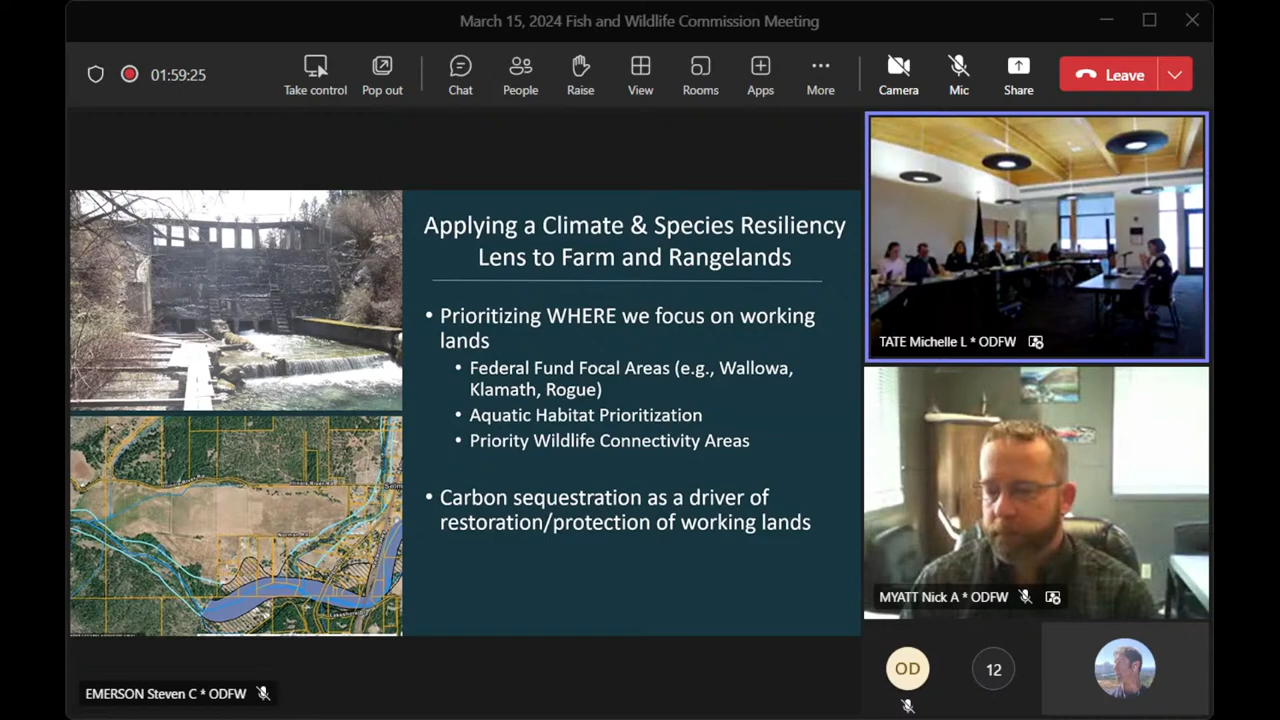 March 15, 2024 Fish and Wildlife Commission Meeting
01:59:25
Take control
Pop out
Chat
People
Raise
View
Rooms
Apps
More
Camera
Mic
Share
Leave
Applying a Climate & Species Resiliency
Lens to Farm and Rangelands
• Prioritizing WHERE we focus on working
lands
• Federal Fund Focal Areas (e.g., Wallowa,
Klamath, Rogue)
• Aquatic Habitat Prioritization
• Priority Wildlife Connectivity Areas
• Carbon sequestration as a driver of
restoration/protection of working lands
TATE Michelle L * ODFW
MYATT Nick A * ODFW
OD
12
EMERSON Steven C * ODFW